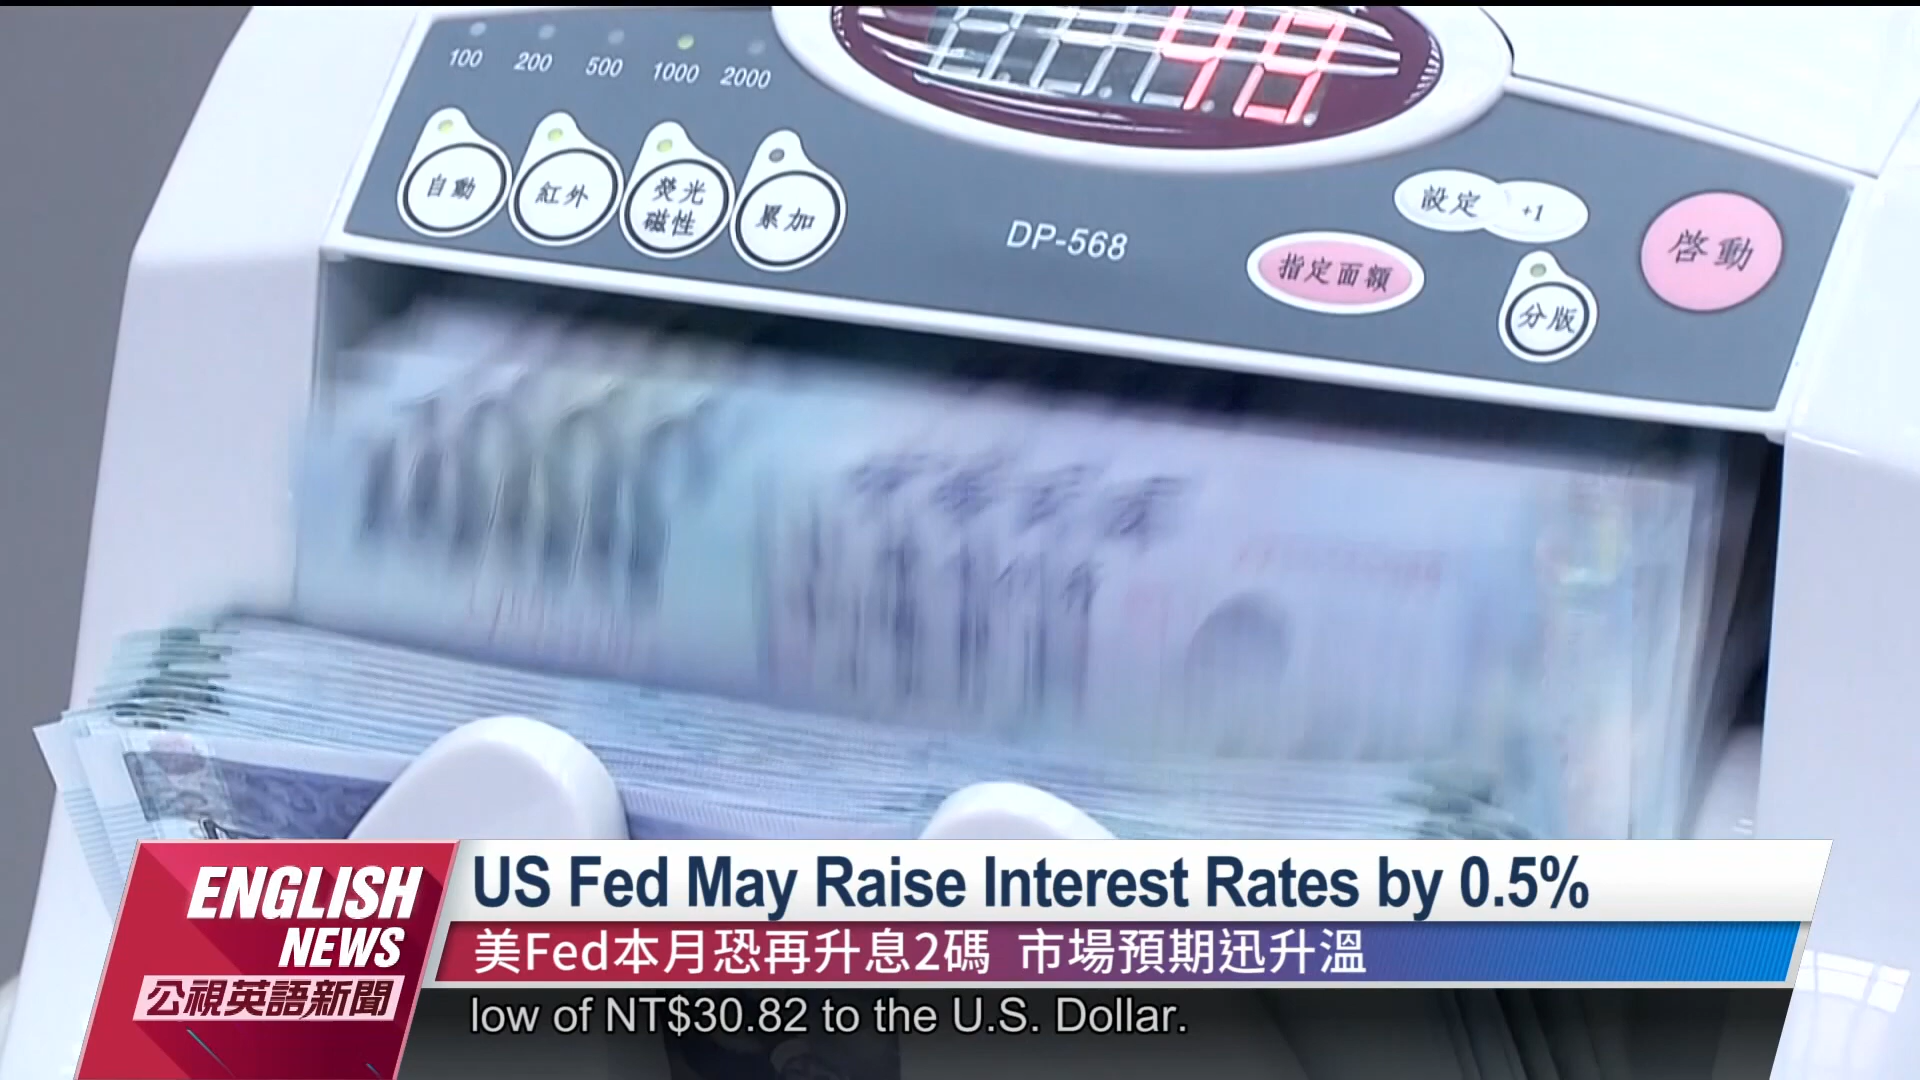 100 200 500 1000 2000
48
自動
紅外
熒光
磁性
累加
DP-568
設定
+1
指定面額
分版
啓動
ENGLISH
NEWS
公視英語新聞
US Fed May Raise Interest Rates by 0.5%
美Fed本月恐再升息2碼 市場預期迅升溫
low of NT$30.82 to the U.S. Dollar.